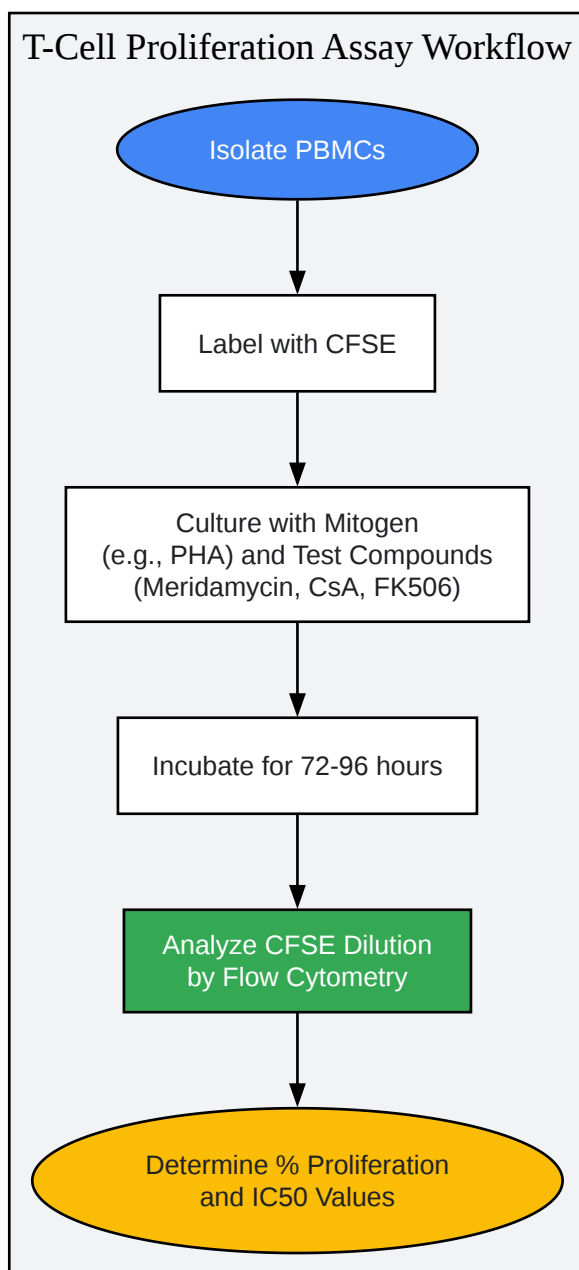 T-Cell Proliferation Assay Workflow
Isolate PBMCs
Label with CFSE
Culture with Mitogen
(e.g., PHA) and Test Compounds
(Meridamycin, CsA, FK506)
Incubate for 72-96 hours
Analyze CFSE Dilution
by Flow Cytometry
Determine % Proliferation
and IC50 Values